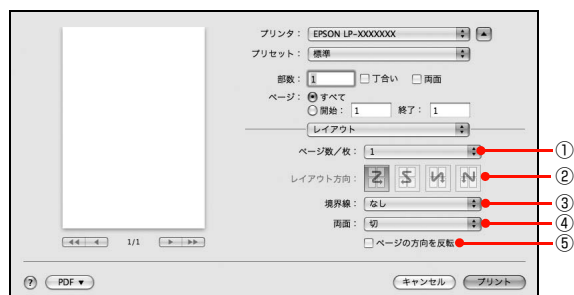 プリンタ： EPSON LP-XXXXXXX
プリセット： 標準
部数： 1 丁合い 両面
ページ： すべて
開始： 1 終了： 1
レイアウト
ページ数／枚： 1 ①
レイアウト方向： ②
境界線： なし ③
両面： 切 ④
ページの方向を反転 ⑤
1/1
? PDF ▼ キャンセル プリント